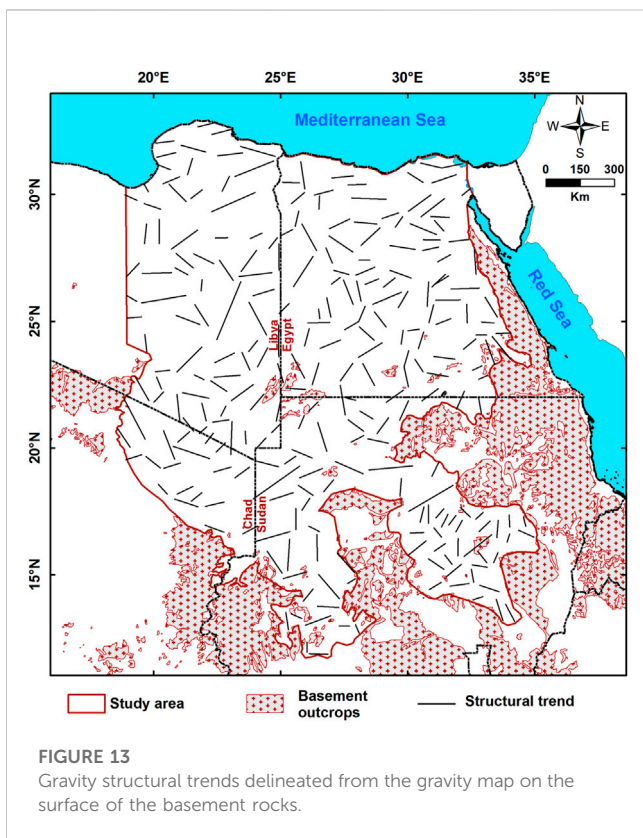 20°E 25°E 30°E 35°E
Mediterranean Sea
N
W E
S
0 150 300
Km
30°N
25°N
20°N
15°N
Red Sea
Libya
Egypt
Chad
Sudan
Study area
Basement
outcrops
Structural trend
FIGURE 13
Gravity structural trends delineated from the gravity map on the
surface of the basement rocks.